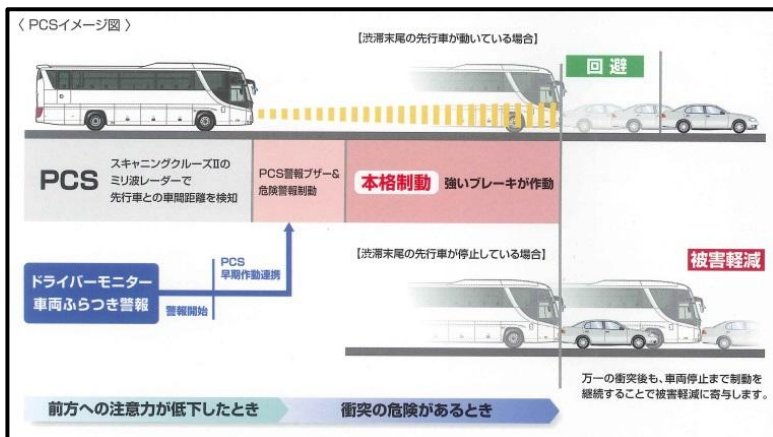 〈 PCSイメージ図 〉
【渋滞末尾の先行車が動いている場合】
回避
PCS
スキャニングクルーズⅡの
ミリ波レーダーで
先行車との車間距離を検知
PCS警報ブザー&
危険警報制動
本格制動 強いブレーキが作動
ドライバーモニター
車両ふらつき警報
警報開始
PCS
早期作動連携
【渋滞末尾の先行車が停止している場合】
被害軽減
万一の衝突後も、車両停止まで制動を
継続することで被害軽減に寄与します。
前方への注意力が低下したとき
衝突の危険があるとき